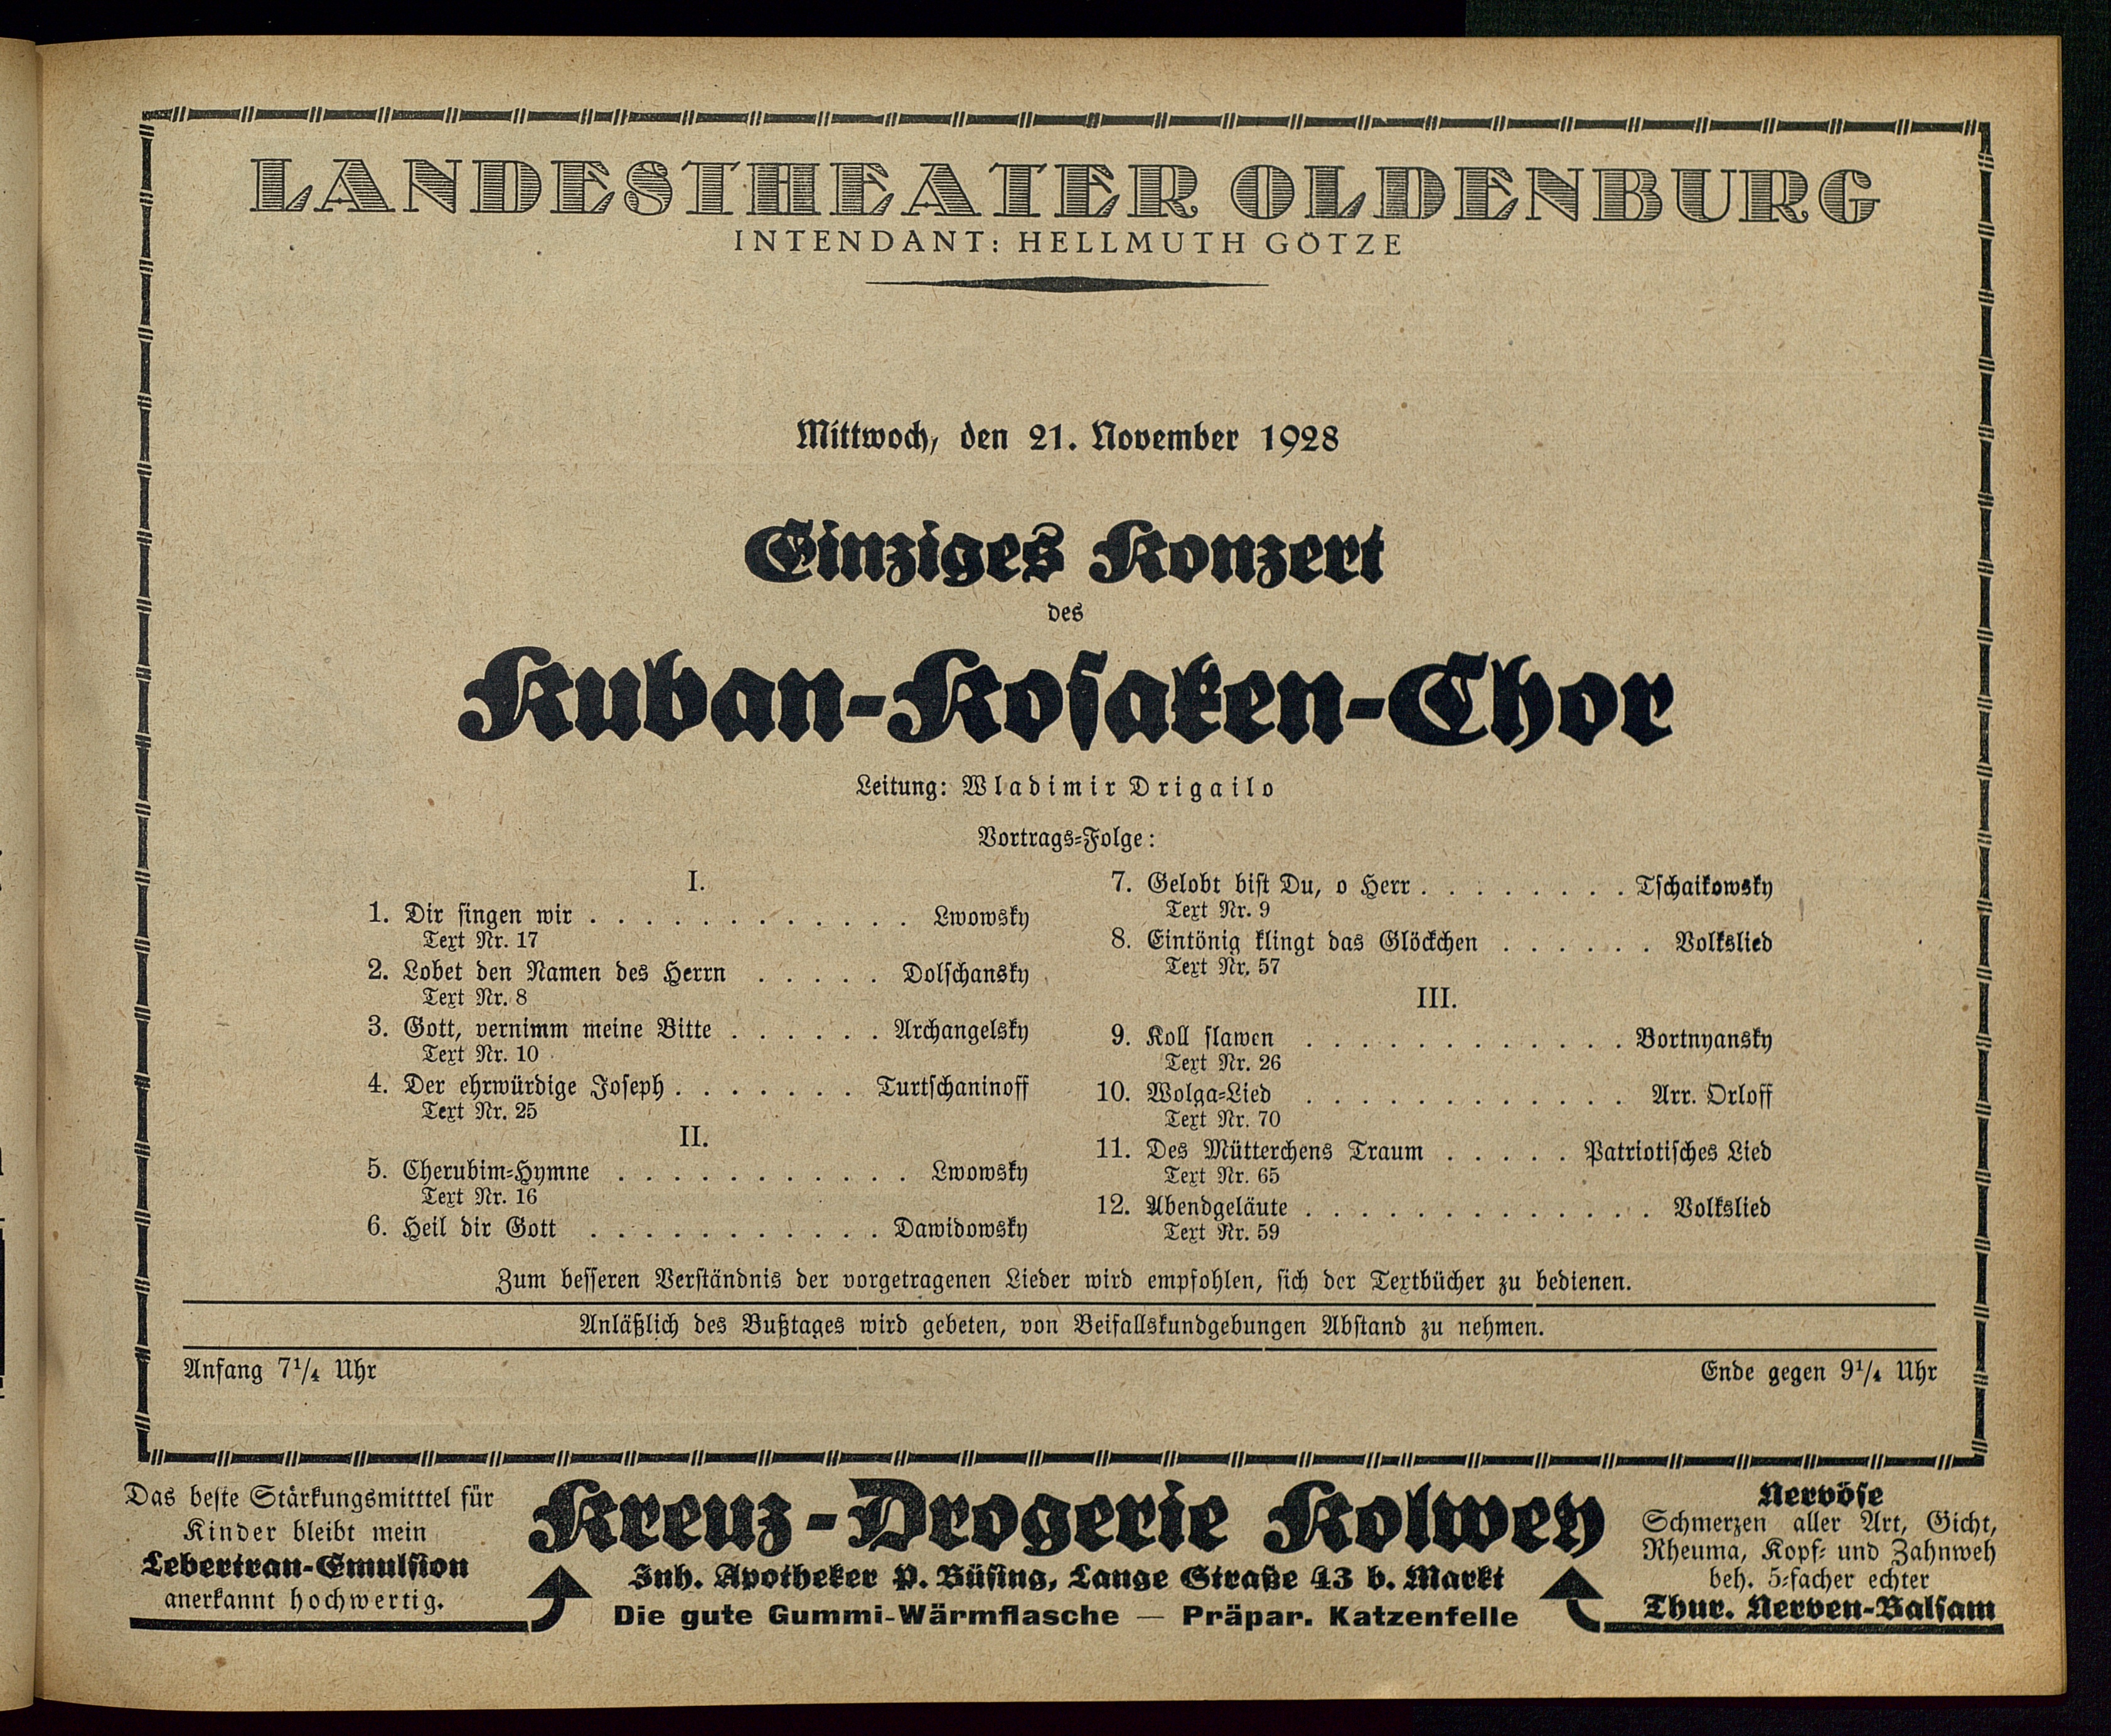 LANDESTHEATER OLDENBURG
INTENDANT: HELLMUTH GÖTZE
Mittwoch, den 21. November 1928
Einziges Konzert
des
Kuban-Kosaken-Chor
Leitung: Wladimir Drigailo
Vortrags-Folge:
I.
1. Dir singen wir . . . . . . . . . . . . Lwowsky
Text Nr. 17
2. Lobet den Namen des Herrn . . . . . Dolschansky
Text Nr. 8
3. Gott, vernimm meine Bitte . . . . . . Archangelsky
Text Nr. 10
4. Der ehrwürdige Joseph . . . . . . . Turtschaninoff
Text Nr. 25
II.
5. Cherubim-Hymne . . . . . . . . . . . Lwowsky
Text Nr. 16
6. Heil dir Gott . . . . . . . . . . . Dawidowsky
7. Gelobt bist Du, o Herr . . . . . . . . Tschaikowsky
Text Nr. 9
8. Eintönig klingt das Glöckchen . . . . . . Volkslied
Text Nr. 57
III.
9. Koll slawen . . . . . . . . . . . . Bortnyansky
Text Nr. 26
10. Wolga-Lied . . . . . . . . . . . . Arr. Orloff
Text Nr. 70
11. Des Mütterchens Traum . . . . . Patriotisches Lied
Text Nr. 65
12. Abendgeläute . . . . . . . . . . . . . Volkslied
Text Nr. 59
Zum besseren Verständnis der vorgetragenen Lieder wird empfohlen, sich der Textbücher zu bedienen.
Anläßlich des Bußtages wird gebeten, von Beifallskundgebungen Abstand zu nehmen.
Anfang 7¼ Uhr
Ende gegen 9¼ Uhr
Das beste Stärkungsmitttel für
Kinder bleibt mein
Lebertran-Emulsion
anerkannt hochwertig.
Kreuz-Drogerie Kolwey
Inh. Apotheker P. Büsing, Lange Straße 43 b. Markt
Die gute Gummi-Wärmflasche — Präpar. Katzenfelle
Nervöse
Schmerzen aller Art, Gicht,
Rheuma, Kopf- und Zahnweh
beh. 5-facher echter
Thur. Nerven-Balsam